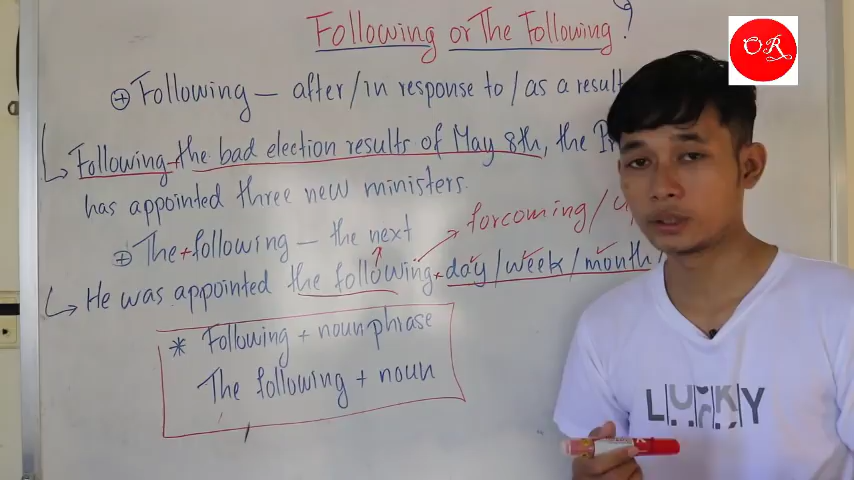 Following or The Following?
OR
⊕ Following — after/in response to/as a result
Following + the bad election results of May 8th, the
has appointed three new ministers.
⊕ The + following — the next
forcoming/
He was appointed the following + day/week/month/
* Following + noun phrase
The following + noun
LUCKY